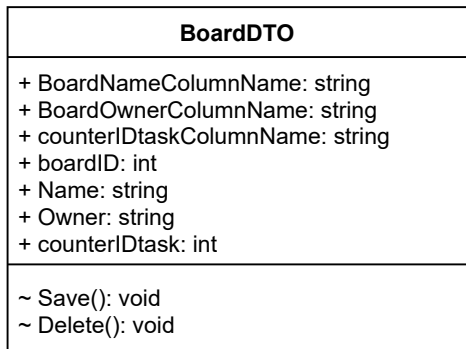 BoardDTO
+ BoardNameColumnName: string
+ BoardOwnerColumnName: string
+ counterIDtaskColumnName: string
+ boardID: int
+ Name: string
+ Owner: string
+ counterIDtask: int
~ Save(): void
~ Delete(): void